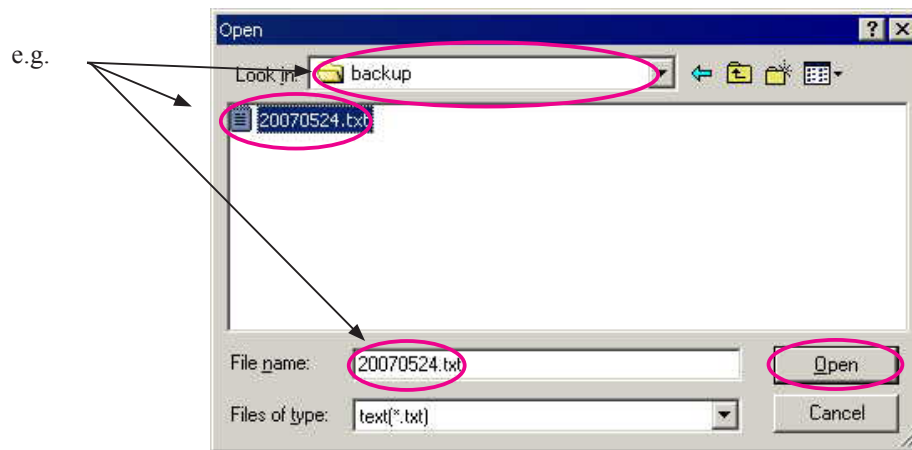 Open
e.g.
Look in: backup
20070524.txt
File name: 20070524.txt Open
Files of type: text(*.txt) Cancel